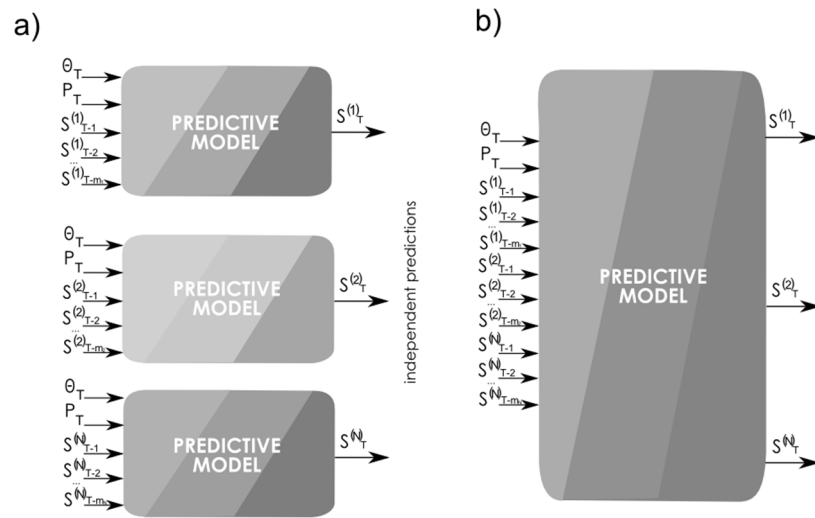 a)
Θ_T
P_T
S^(1)_T-1
S^(1)_T-2
...
S^(1)_T-m
PREDICTIVE
MODEL
S^(1)_T
Θ_T
P_T
S^(2)_T-1
S^(2)_T-2
...
S^(2)_T-m
PREDICTIVE
MODEL
S^(2)_T
Θ_T
P_T
S^(N)_T-1
S^(N)_T-2
...
S^(N)_T-m
PREDICTIVE
MODEL
S^(N)_T
independent predictions
b)
Θ_T
P_T
S^(1)_T-1
S^(1)_T-2
...
S^(1)_T-m
S^(2)_T-1
S^(2)_T-2
...
S^(2)_T-m
S^(N)_T-1
S^(N)_T-2
...
S^(N)_T-m
PREDICTIVE
MODEL
S^(1)_T
S^(2)_T
S^(N)_T